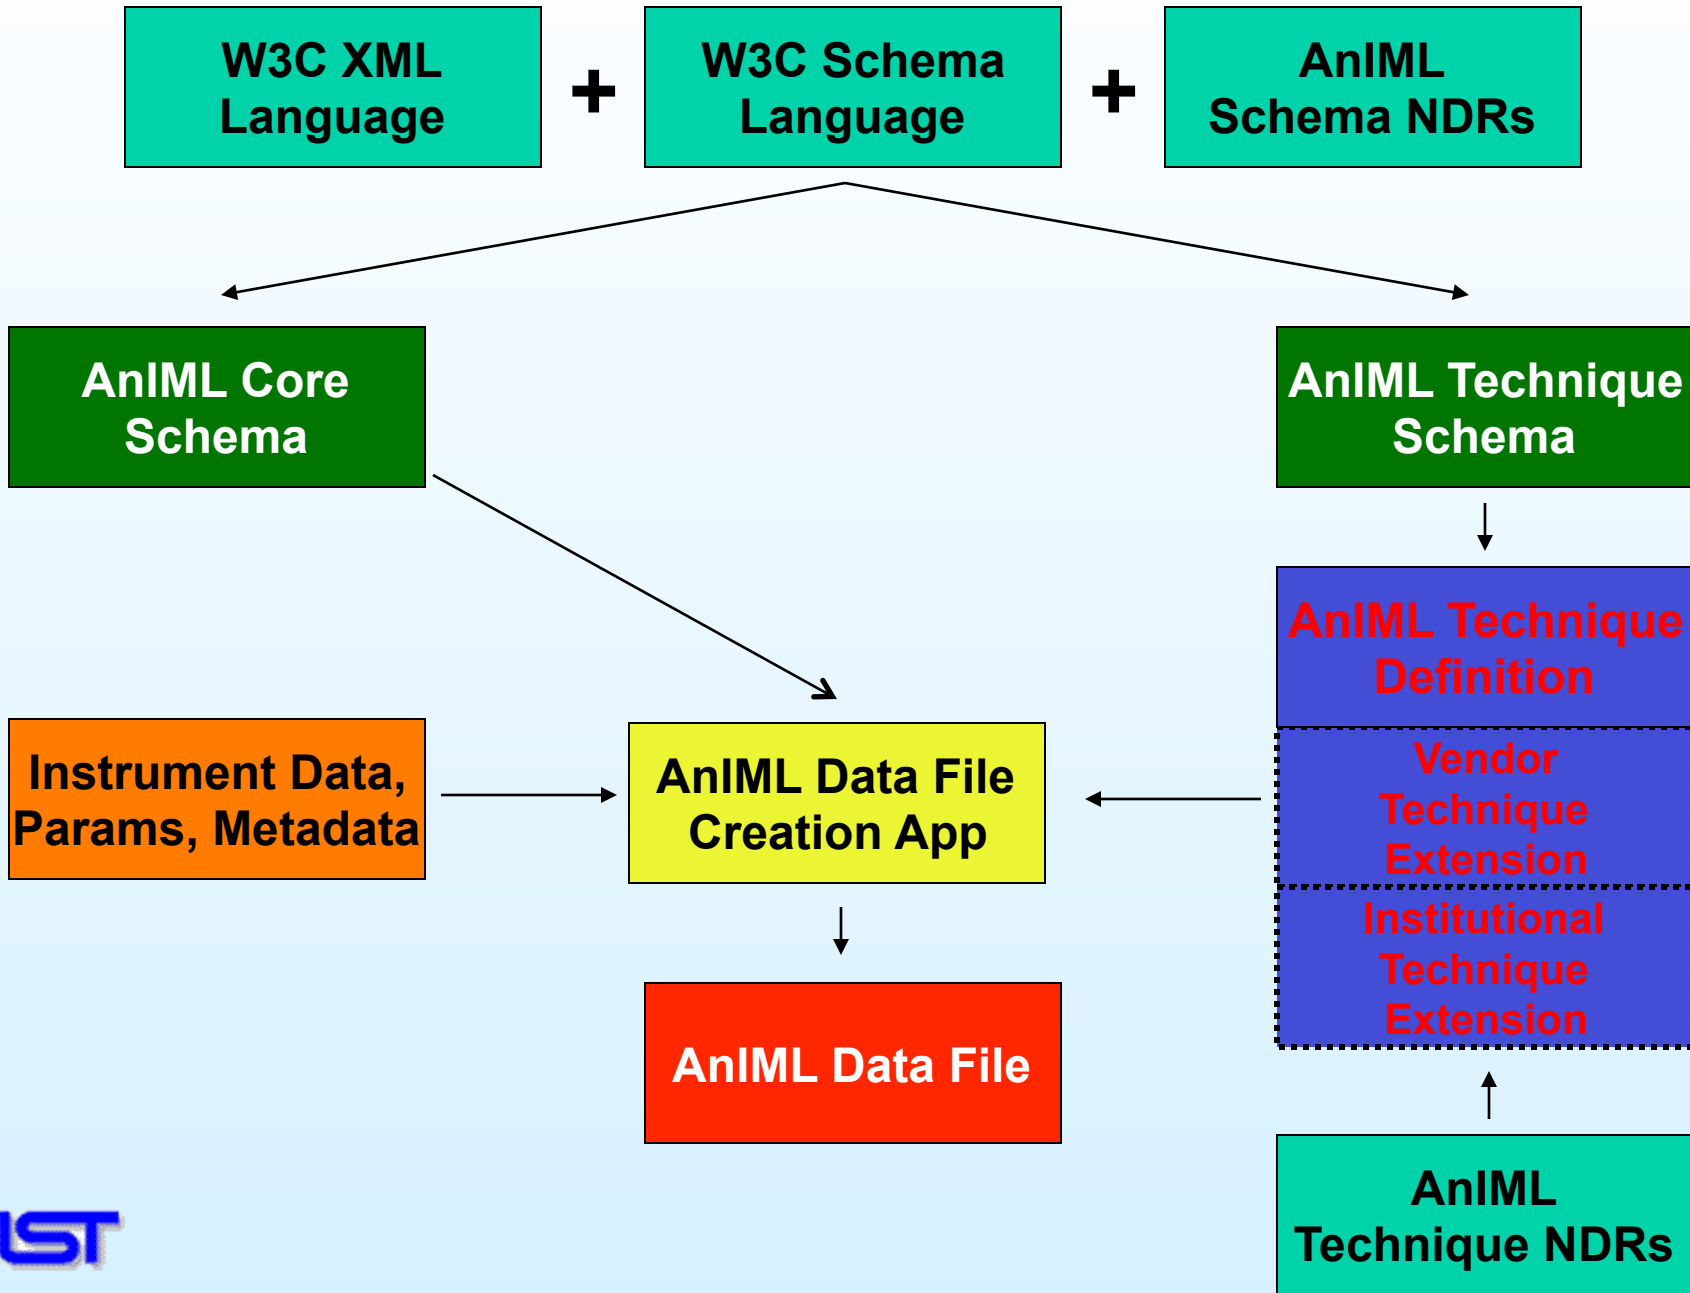 W3C XML
Language
+
W3C Schema
Language
+
AnIML
Schema NDRs
AnIML Core
Schema
AnIML Technique
Schema
AnIML Technique
Definition
Vendor
Technique
Extension
Institutional
Technique
Extension
Instrument Data,
Params, Metadata
AnIML Data File
Creation App
AnIML Data File
AnIML
Technique NDRs